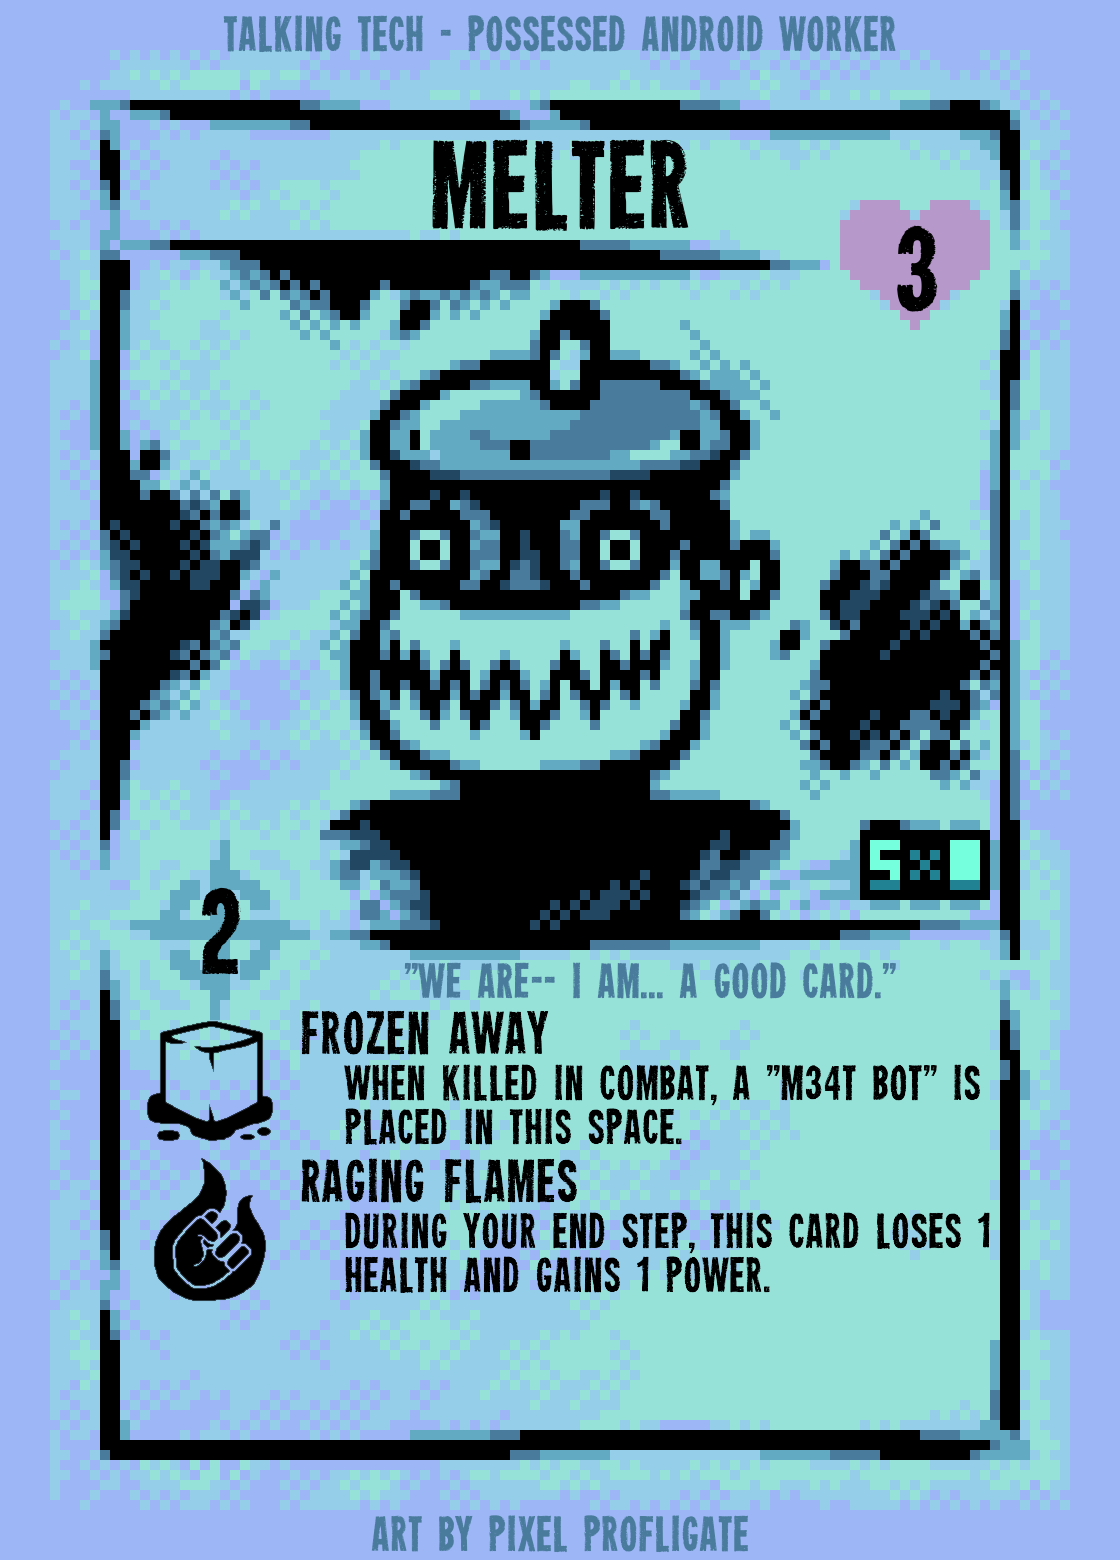 TALKING TECH - POSSESSED ANDROID WORKER
MELTER
3
5
2
"WE ARE-- I AM... A GOOD CARD."
FROZEN AWAY
WHEN KILLED IN COMBAT, A "M34T BOT" IS
PLACED IN THIS SPACE.
RAGING FLAMES
DURING YOUR END STEP, THIS CARD LOSES 1
HEALTH AND GAINS 1 POWER.
ART BY PIXEL PROFLIGATE